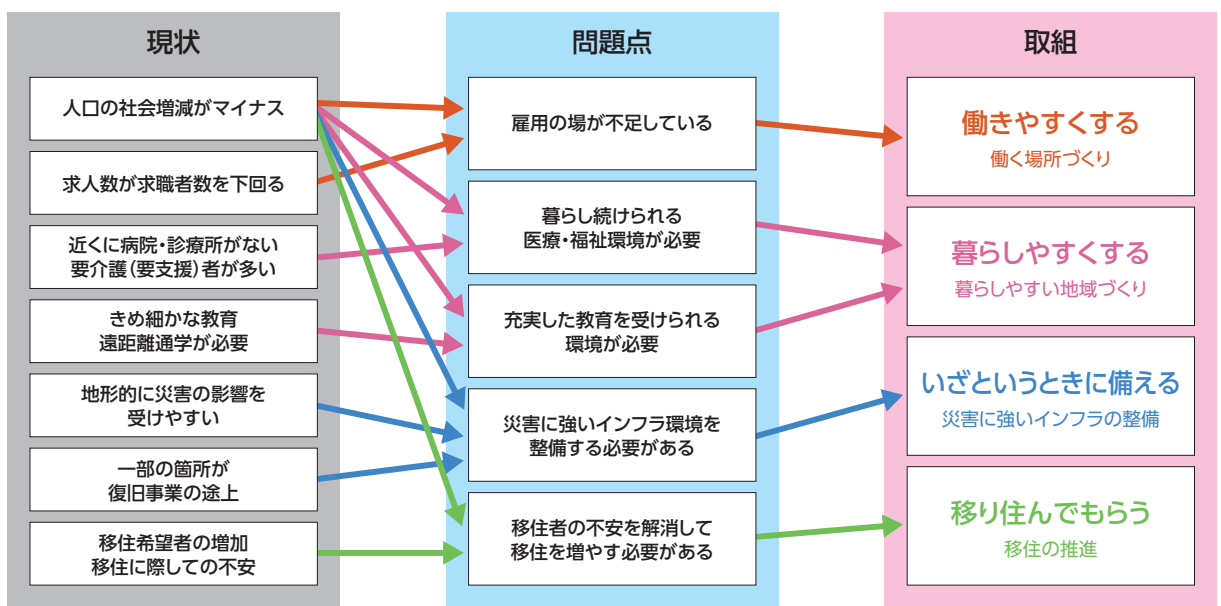 現状
人口の社会増減がマイナス
求人数が求職者数を下回る
近くに病院・診療所がない
要介護(要支援)者が多い
きめ細かな教育
遠距離通学が必要
地形的に災害の影響を
受けやすい
一部の箇所が
復旧事業の途上
移住希望者の増加
移住に際しての不安
問題点
雇用の場が不足している
暮らし続けられる
医療・福祉環境が必要
充実した教育を受けられる
環境が必要
災害に強いインフラ環境を
整備する必要がある
移住者の不安を解消して
移住を増やす必要がある
取組
働きやすくする
働く場所づくり
暮らしやすくする
暮らしやすい地域づくり
いざというときに備える
災害に強いインフラの整備
移り住んでもらう
移住の推進